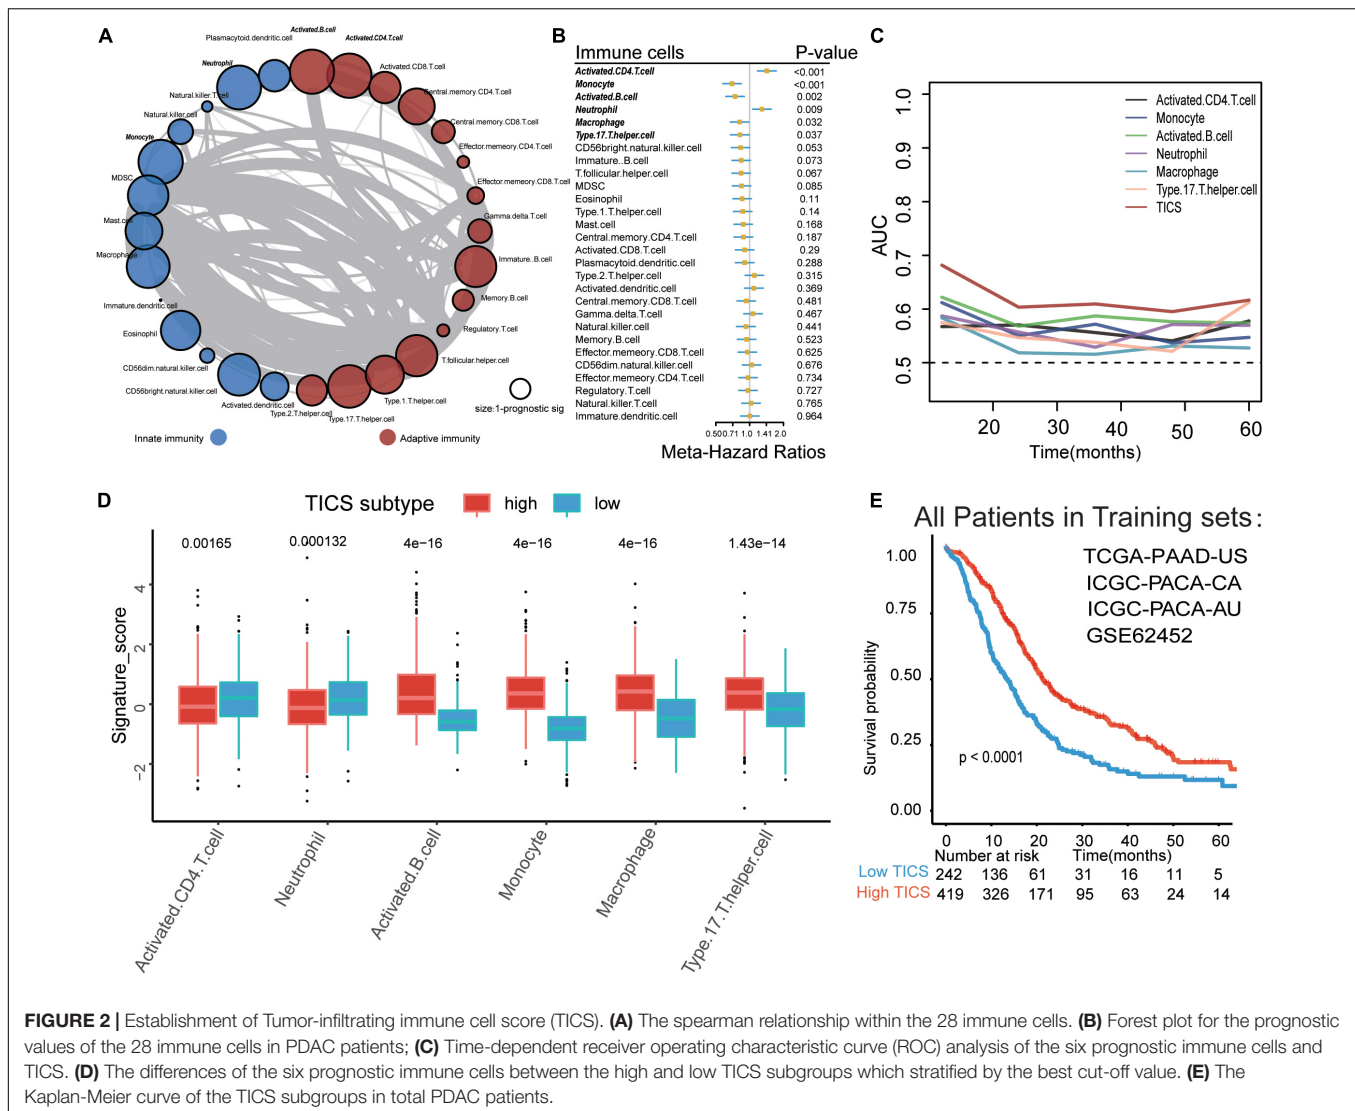 A
Activated.B.cell
Plasmacytoid.dendritic.cell
Activated.CD4.T.cell
Neutrophil
Activated.CD8.T.cell
Natural.killer.T.cell
Central.memory.CD4.T.cell
Natural.killer.cell
Central.memory.CD8.T.cell
Monocyte
Effector.memeory.CD4.T.cell
MDSC
Effector.memeory.CD8.T.cell
Mast.cell
Gamma.delta.T.cell
Macrophage
Immature..B.cell
Immature.dendritic.cell
Memory.B.cell
Eosinophil
Regulatory.T.cell
CD56dim.natural.killer.cell
T.follicular.helper.cell
CD56bright.natural.killer.cell
Type.1.T.helper.cell
Activated.dendritic.cell
Type.2.T.helper.cell
Type.17.T.helper.cell
size:1-prognostic sig
Innate immunity
Adaptive immunity
B
Immune cells P-value
Activated.CD4.T.cell <0.001
Monocyte <0.001
Activated.B.cell 0.002
Neutrophil 0.009
Macrophage 0.032
Type.17.T.helper.cell 0.037
CD56bright.natural.killer.cell 0.053
Immature..B.cell 0.073
T.follicular.helper.cell 0.067
MDSC 0.085
Eosinophil 0.11
Type.1.T.helper.cell 0.14
Mast.cell 0.168
Central.memory.CD4.T.cell 0.187
Activated.CD8.T.cell 0.29
Plasmacytoid.dendritic.cell 0.288
Type.2.T.helper.cell 0.315
Activated.dendritic.cell 0.369
Central.memory.CD8.T.cell 0.481
Gamma.delta.T.cell 0.467
Natural.killer.cell 0.441
Memory.B.cell 0.523
Effector.memeory.CD8.T.cell 0.625
CD56dim.natural.killer.cell 0.676
Effector.memeory.CD4.T.cell 0.734
Regulatory.T.cell 0.727
Natural.killer.T.cell 0.765
Immature.dendritic.cell 0.964
0.50 0.71 1.0 1.41 2.0
Meta-Hazard Ratios
C
Activated.CD4.T.cell
Monocyte
Activated.B.cell
Neutrophil
Macrophage
Type.17.T.helper.cell
TICS
AUC
1.0
0.9
0.8
0.7
0.6
0.5
20 30 40 50 60
Time(months)
D
TICS subtype high low
0.00165 0.000132 4e-16 4e-16 4e-16 1.43e-14
Signature_score
4
2
0
−2
Activated.CD4.T.cell
Neutrophil
Activated.B.cell
Monocyte
Macrophage
Type.17.T.helper.cell
E
All Patients in Training sets:
TCGA-PAAD-US
ICGC-PACA-CA
ICGC-PACA-AU
GSE62452
Survival probability
1.00
0.75
0.50
0.25
0.00
p < 0.0001
0 10 20 30 40 50 60
Number at risk Time(months)
Low TICS 242 136 61 31 16 11 5
High TICS 419 326 171 95 63 24 14
FIGURE 2 | Establishment of Tumor-infiltrating immune cell score (TICS). (A) The spearman relationship within the 28 immune cells. (B) Forest plot for the prognostic
values of the 28 immune cells in PDAC patients; (C) Time-dependent receiver operating characteristic curve (ROC) analysis of the six prognostic immune cells and
TICS. (D) The differences of the six prognostic immune cells between the high and low TICS subgroups which stratified by the best cut-off value. (E) The
Kaplan-Meier curve of the TICS subgroups in total PDAC patients.